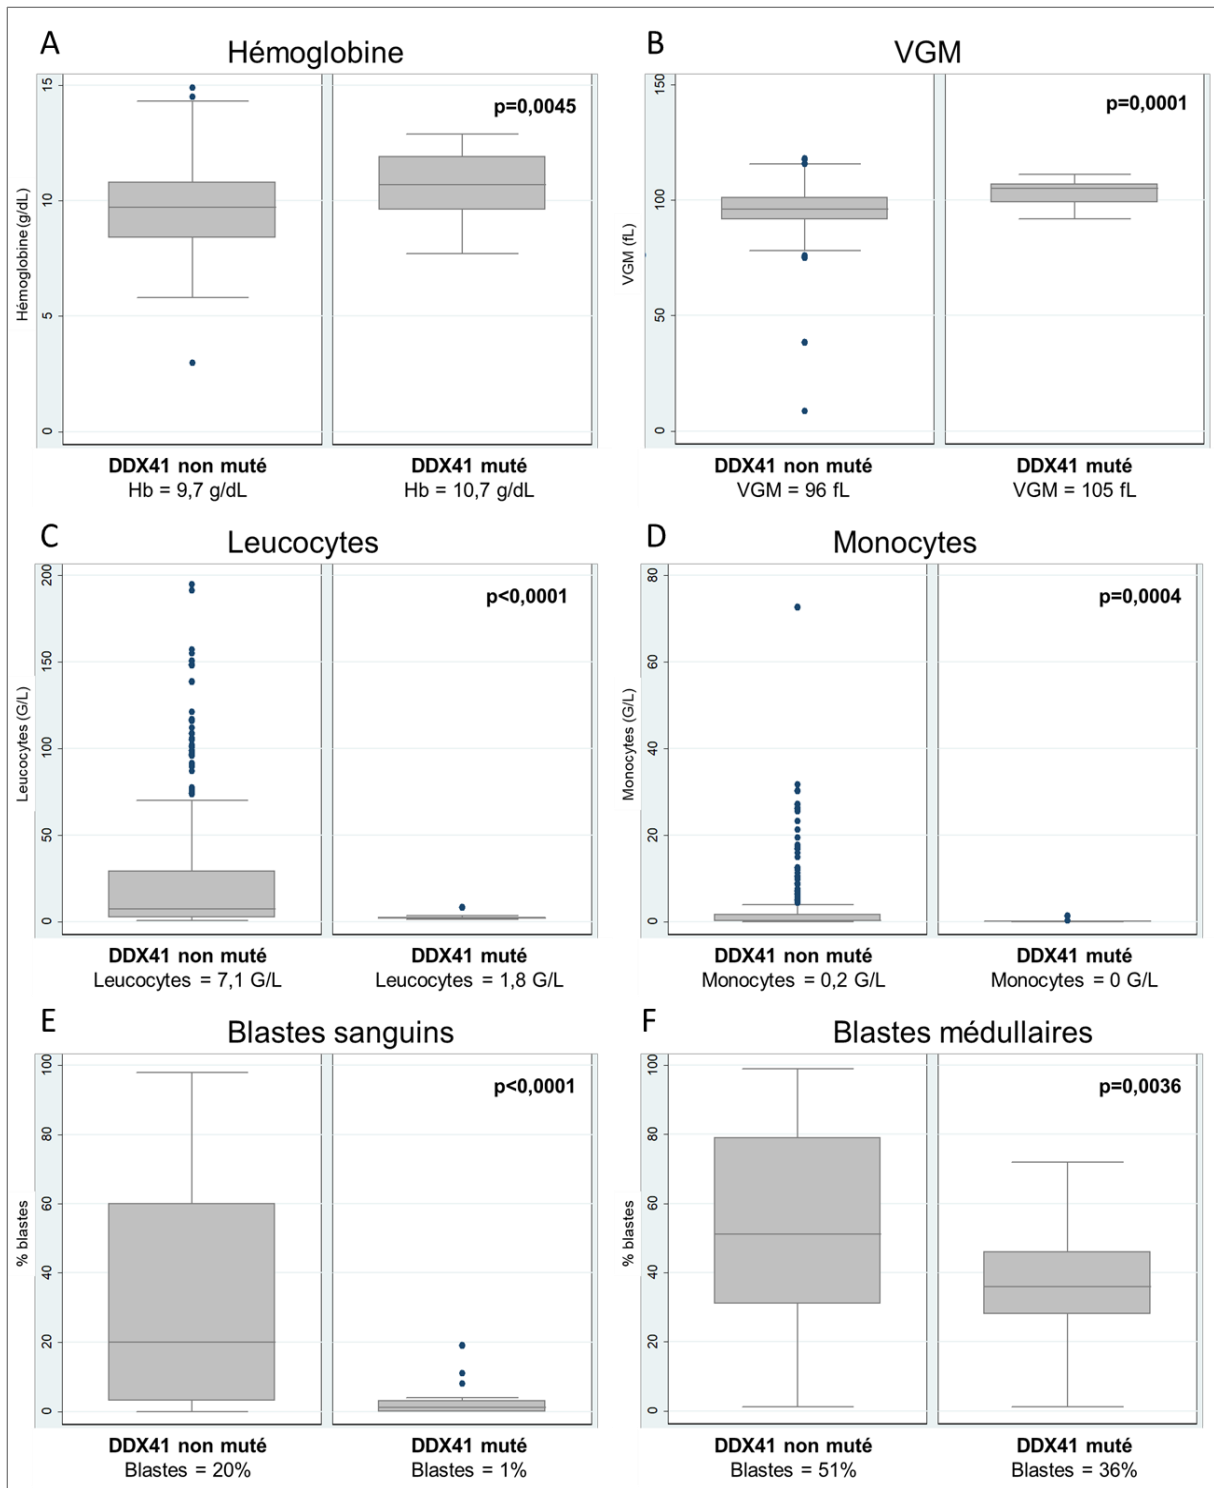 A
Hémoglobine
B
VGM
15
10
5
0
Hémoglobine (g/dL)
p=0,0045
150
100
50
0
VGM (fL)
p=0,0001
DDX41 non muté
Hb = 9,7 g/dL
DDX41 muté
Hb = 10,7 g/dL
DDX41 non muté
VGM = 96 fL
DDX41 muté
VGM = 105 fL
C
Leucocytes
D
Monocytes
200
150
100
50
0
Leucocytes (G/L)
p<0,0001
80
60
40
20
0
Monocytes (G/L)
p=0,0004
DDX41 non muté
Leucocytes = 7,1 G/L
DDX41 muté
Leucocytes = 1,8 G/L
DDX41 non muté
Monocytes = 0,2 G/L
DDX41 muté
Monocytes = 0 G/L
E
Blastes sanguins
F
Blastes médullaires
100
80
60
40
20
0
% blastes
p<0,0001
100
80
60
40
20
0
% blastes
p=0,0036
DDX41 non muté
Blastes = 20%
DDX41 muté
Blastes = 1%
DDX41 non muté
Blastes = 51%
DDX41 muté
Blastes = 36%